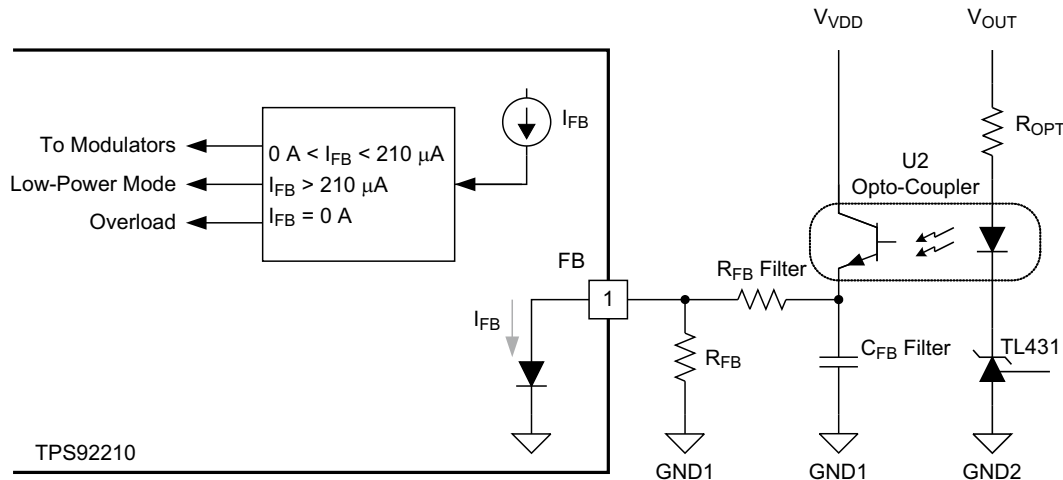 V_VDD
V_OUT
I_FB
R_OPT
To Modulators
0 A < I_FB < 210 μA
Low-Power Mode
I_FB > 210 μA
Overload
I_FB = 0 A
U2
Opto-Coupler
FB
1
R_FB Filter
I_FB
R_FB
C_FB Filter
TL431
TPS92210
GND1
GND1
GND2